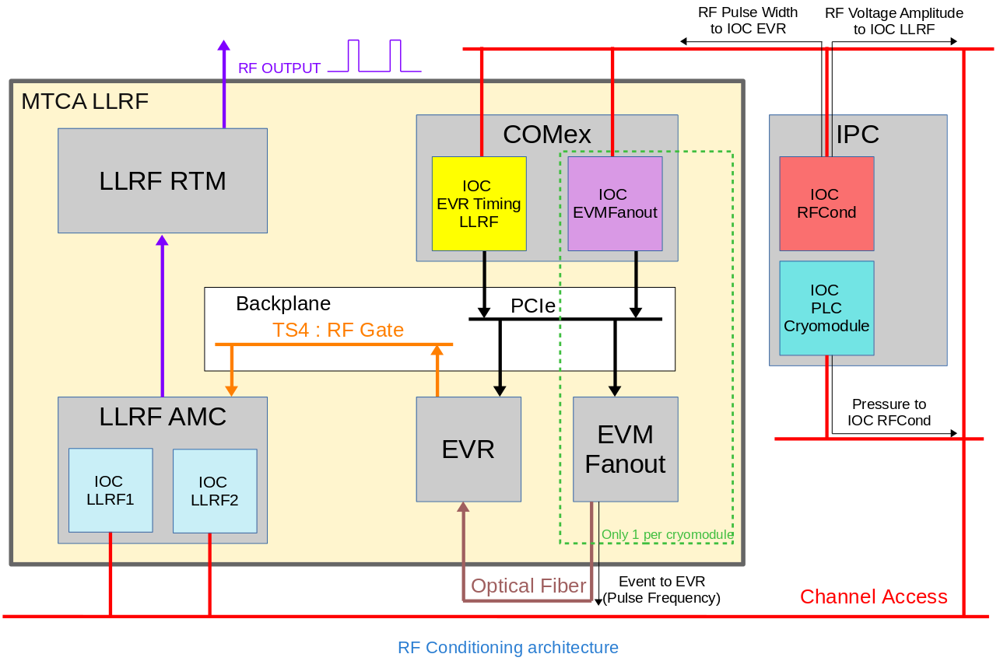 RF Pulse Width
to IOC EVR
RF Voltage Amplitude
to IOC LLRF
RF OUTPUT
MTCA LLRF
LLRF RTM
COMex
IOC
EVR Timing
LLRF
IOC
EVMFanout
IPC
IOC
RFCond
IOC
PLC
Cryomodule
Backplane
PCIe
TS4 : RF Gate
LLRF AMC
IOC
LLRF1
IOC
LLRF2
EVR
EVM
Fanout
Pressure to
IOC RFCond
Only 1 per cryomodule
Optical Fiber
Event to EVR
(Pulse Frequency)
Channel Access
RF Conditioning architecture